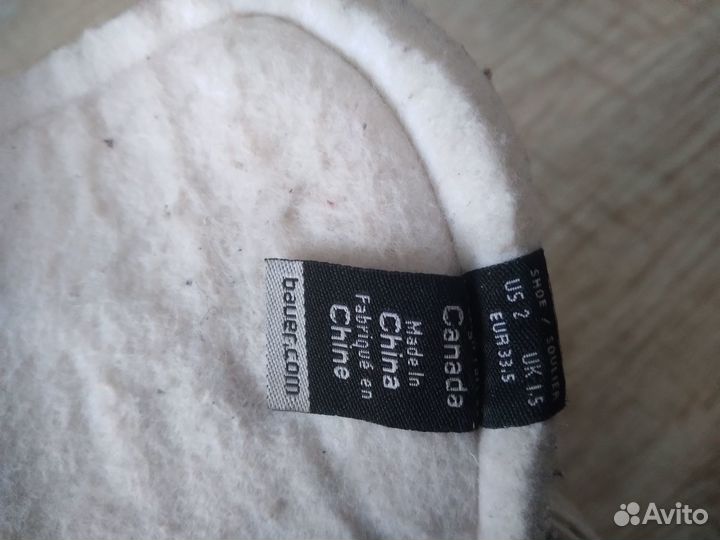 SHOE / SOULIER
US 2 UK 1.5
EUR 33.5
Canada
Made In
China
Fabriqué en
Chine
bauer.com
Avito